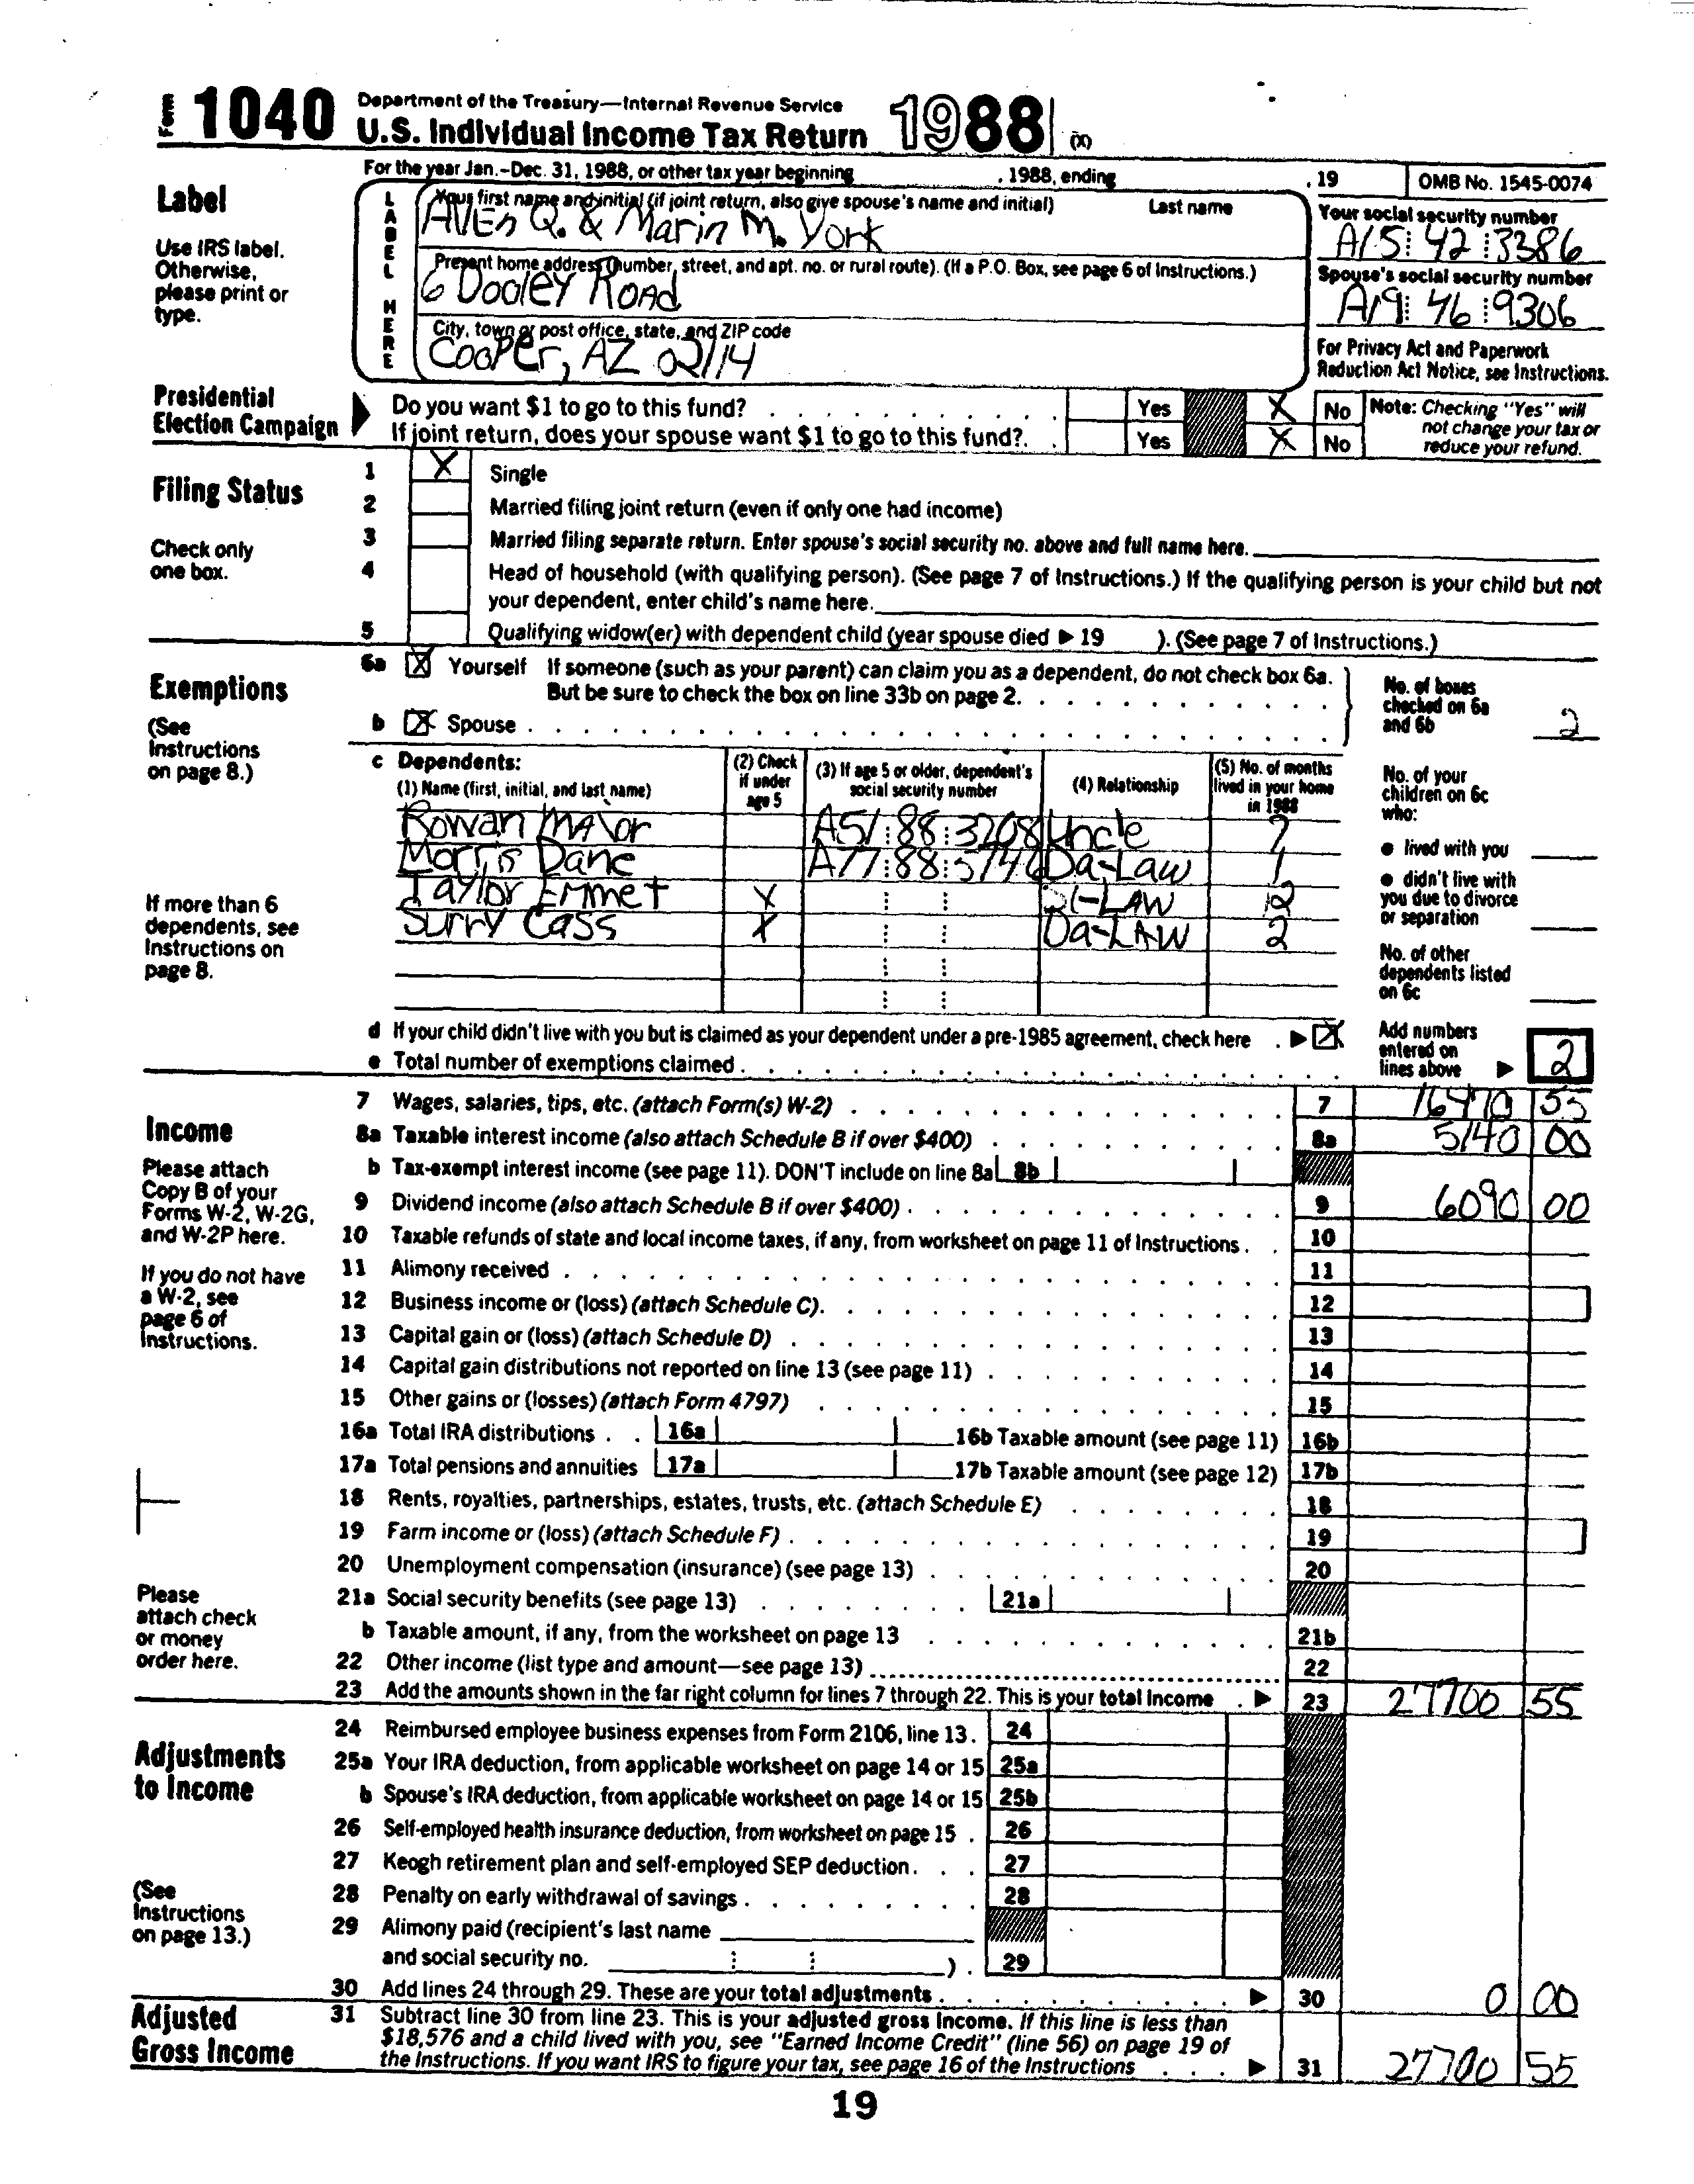 Form 1040 Department of the Treasury—Internal Revenue Service
U.S. Individual Income Tax Return 1988 (X)
For the year Jan.-Dec. 31, 1988, or other tax year beginning , 1988, ending , 19 OMB No. 1545-0074
Label
Use IRS label. Otherwise, please print or type.
LABEL HERE
Your first name and initial (if joint return, also give spouse's name and initial) Last name
AVEn Q. & Marin M. York
Your social security number
A15 42 3386
Present home address (number, street, and apt. no. or rural route). (If a P.O. Box, see page 6 of Instructions.)
6 Dooley ROAD
Spouse's social security number
A19 46 9306
City, town or post office, state, and ZIP code
Cooper, AZ 02114
For Privacy Act and Paperwork Reduction Act Notice, see Instructions.
Presidential Election Campaign
Do you want $1 to go to this fund? Yes X No
If joint return, does your spouse want $1 to go to this fund?. Yes X No
Note: Checking "Yes" will not change your tax or reduce your refund.
Filing Status
Check only one box.
1 X Single
2 Married filing joint return (even if only one had income)
3 Married filing separate return. Enter spouse's social security no. above and full name here.
4 Head of household (with qualifying person). (See page 7 of Instructions.) If the qualifying person is your child but not
your dependent, enter child's name here.
5 Qualifying widow(er) with dependent child (year spouse died ▶ 19 ). (See page 7 of Instructions.)
Exemptions
(See Instructions on page 8.)
6a X Yourself If someone (such as your parent) can claim you as a dependent, do not check box 6a.
But be sure to check the box on line 33b on page 2.
b X Spouse
No. of boxes checked on 6a and 6b 2
c Dependents:
(1) Name (first, initial, and last name) (2) Check if under age 5 (3) If age 5 or older, dependent's social security number (4) Relationship (5) No. of months lived in your home in 1988
Rowan MAJor A51 88 3208 Uncle
Morris Dane A77 88 5746 Da-Law 1
Taylor Emmet X LAW 12
Surry Cass X Da-LAW 2
If more than 6 dependents, see Instructions on page 8.
No. of your children on 6c who:
● lived with you
● didn't live with you due to divorce or separation
No. of other dependents listed on 6c
d If your child didn't live with you but is claimed as your dependent under a pre-1985 agreement, check here . ▶ X
e Total number of exemptions claimed
Add numbers entered on lines above ▶ 2
Income
Please attach Copy B of your Forms W-2, W-2G, and W-2P here.
If you do not have a W-2, see page 6 of Instructions.
Please attach check or money order here.
7 Wages, salaries, tips, etc. (attach Form(s) W-2) 7 16470 55
8a Taxable interest income (also attach Schedule B if over $400) 8a 5140 00
b Tax-exempt interest income (see page 11). DON'T include on line 8a 8b
9 Dividend income (also attach Schedule B if over $400) 9 6090 00
10 Taxable refunds of state and local income taxes, if any, from worksheet on page 11 of Instructions 10
11 Alimony received 11
12 Business income or (loss) (attach Schedule C) 12
13 Capital gain or (loss) (attach Schedule D) 13
14 Capital gain distributions not reported on line 13 (see page 11) 14
15 Other gains or (losses) (attach Form 4797) 15
16a Total IRA distributions 16a 16b Taxable amount (see page 11) 16b
17a Total pensions and annuities 17a 17b Taxable amount (see page 12) 17b
18 Rents, royalties, partnerships, estates, trusts, etc. (attach Schedule E) 18
19 Farm income or (loss) (attach Schedule F) 19
20 Unemployment compensation (insurance) (see page 13) 20
21a Social security benefits (see page 13) 21a
b Taxable amount, if any, from the worksheet on page 13 21b
22 Other income (list type and amount—see page 13) 22
23 Add the amounts shown in the far right column for lines 7 through 22. This is your total income ▶ 23 27700 55
Adjustments to Income
(See Instructions on page 13.)
24 Reimbursed employee business expenses from Form 2106, line 13. 24
25a Your IRA deduction, from applicable worksheet on page 14 or 15 25a
b Spouse's IRA deduction, from applicable worksheet on page 14 or 15 25b
26 Self-employed health insurance deduction, from worksheet on page 15 . 26
27 Keogh retirement plan and self-employed SEP deduction. 27
28 Penalty on early withdrawal of savings 28
29 Alimony paid (recipient's last name
and social security no. ) . 29
30 Add lines 24 through 29. These are your total adjustments ▶ 30 0 00
Adjusted Gross Income
31 Subtract line 30 from line 23. This is your adjusted gross income. If this line is less than
$18,576 and a child lived with you, see "Earned Income Credit" (line 56) on page 19 of
the Instructions. If you want IRS to figure your tax, see page 16 of the Instructions ▶ 31 27700 55
19